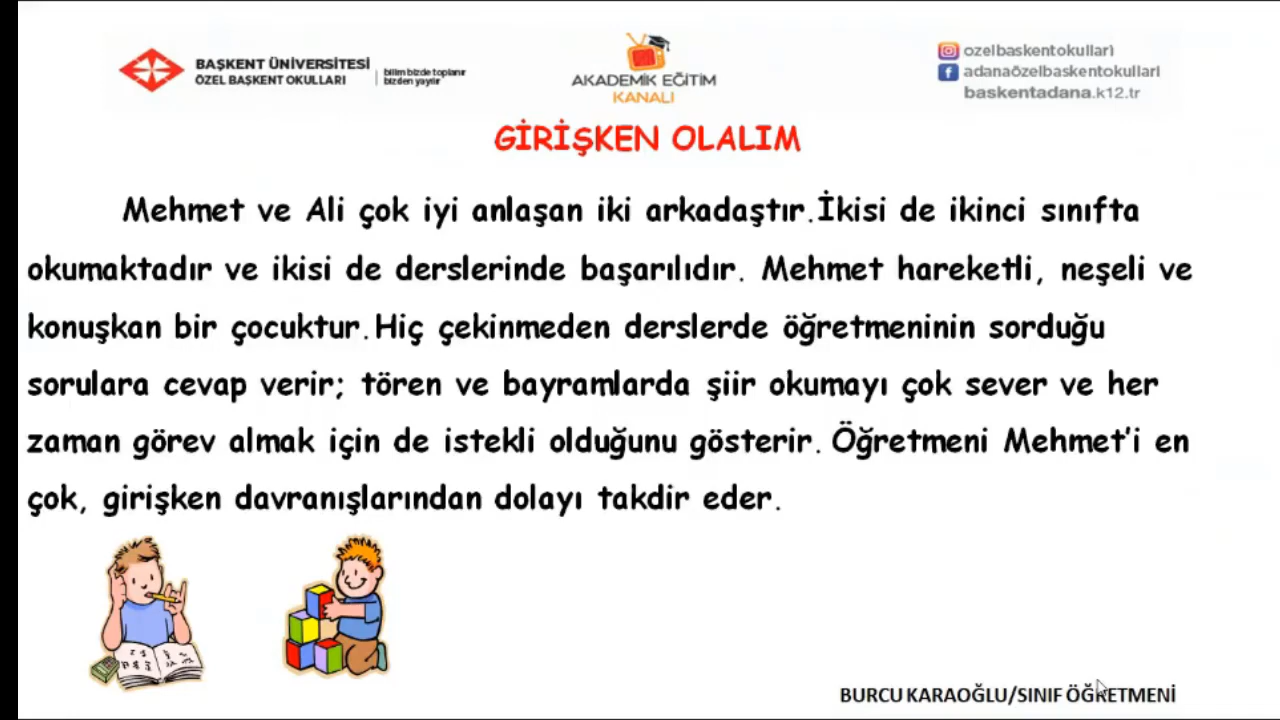 BAŞKENT ÜNİVERSİTESİ
ÖZEL BAŞKENT OKULLARI
bilim bizde toplanır
bizden yayılır
AKADEMİK EĞİTİM
KANALI
ozelbaskentokullari
adanaözelbaskentokullari
baskentadana.k12.tr
GİRİŞKEN OLALIM
Mehmet ve Ali çok iyi anlaşan iki arkadaştır.İkisi de ikinci sınıfta
okumaktadır ve ikisi de derslerinde başarılıdır. Mehmet hareketli, neşeli ve
konuşkan bir çocuktur.Hiç çekinmeden derslerde öğretmeninin sorduğu
sorulara cevap verir; tören ve bayramlarda şiir okumayı çok sever ve her
zaman görev almak için de istekli olduğunu gösterir. Öğretmeni Mehmet'i en
çok, girişken davranışlarından dolayı takdir eder.
BURCU KARAOĞLU/SINIF ÖĞRETMENİ